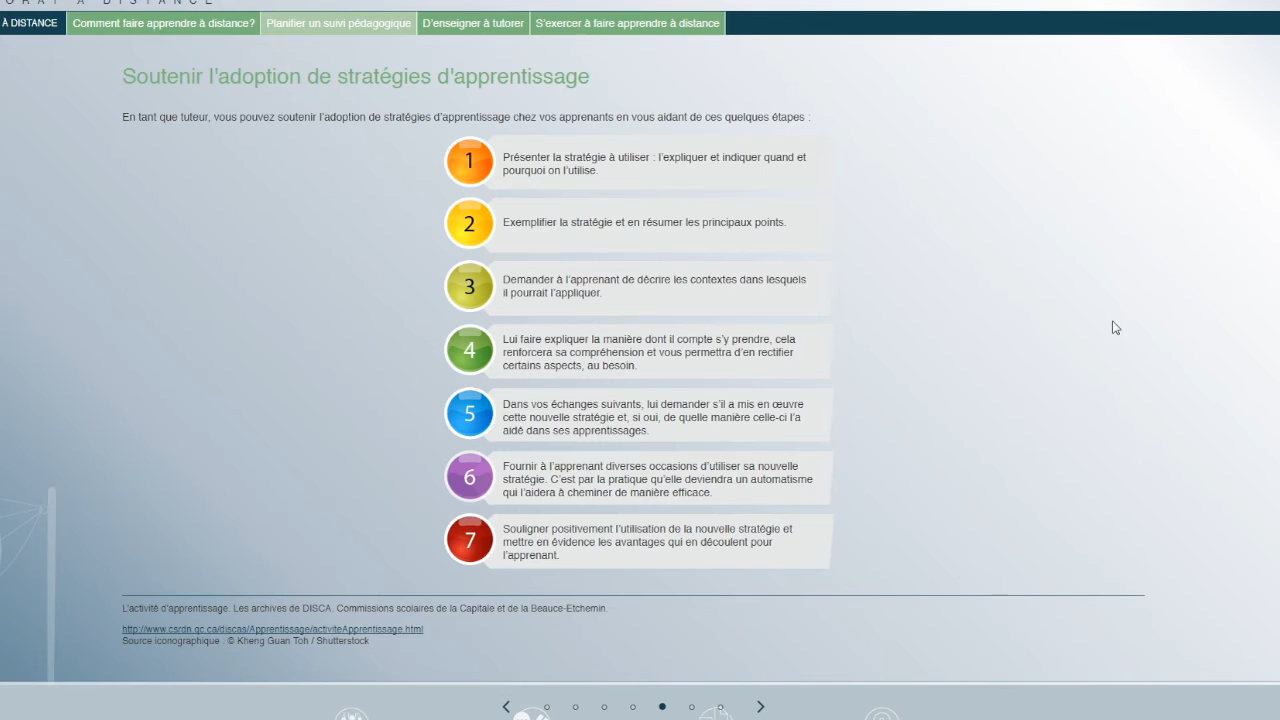 À DISTANCE
Comment faire apprendre à distance?
Planifier un suivi pédagogique
D'enseigner à tutorer
S'exercer à faire apprendre à distance
Soutenir l'adoption de stratégies d'apprentissage
En tant que tuteur, vous pouvez soutenir l'adoption de stratégies d'apprentissage chez vos apprenants en vous aidant de ces quelques étapes :
1
Présenter la stratégie à utiliser : l'expliquer et indiquer quand et
pourquoi on l'utilise.
2
Exemplifier la stratégie et en résumer les principaux points.
3
Demander à l'apprenant de décrire les contextes dans lesquels
il pourrait l'appliquer.
4
Lui faire expliquer la manière dont il compte s'y prendre, cela
renforcera sa compréhension et vous permettra d'en rectifier
certains aspects, au besoin.
5
Dans vos échanges suivants, lui demander s'il a mis en œuvre
cette nouvelle stratégie et, si oui, de quelle manière celle-ci l'a
aidé dans ses apprentissages.
6
Fournir à l'apprenant diverses occasions d'utiliser sa nouvelle
stratégie. C'est par la pratique qu'elle deviendra un automatisme
qui l'aidera à cheminer de manière efficace.
7
Souligner positivement l'utilisation de la nouvelle stratégie et
mettre en évidence les avantages qui en découlent pour
l'apprenant.
L'activité d'apprentissage. Les archives de DISCA. Commissions scolaires de la Capitale et de la Beauce-Etchemin.
http://www.csrdn.qc.ca/discas/Apprentissage/activiteApprentissage.html
Source iconographique : © Kheng Guan Toh / Shutterstock